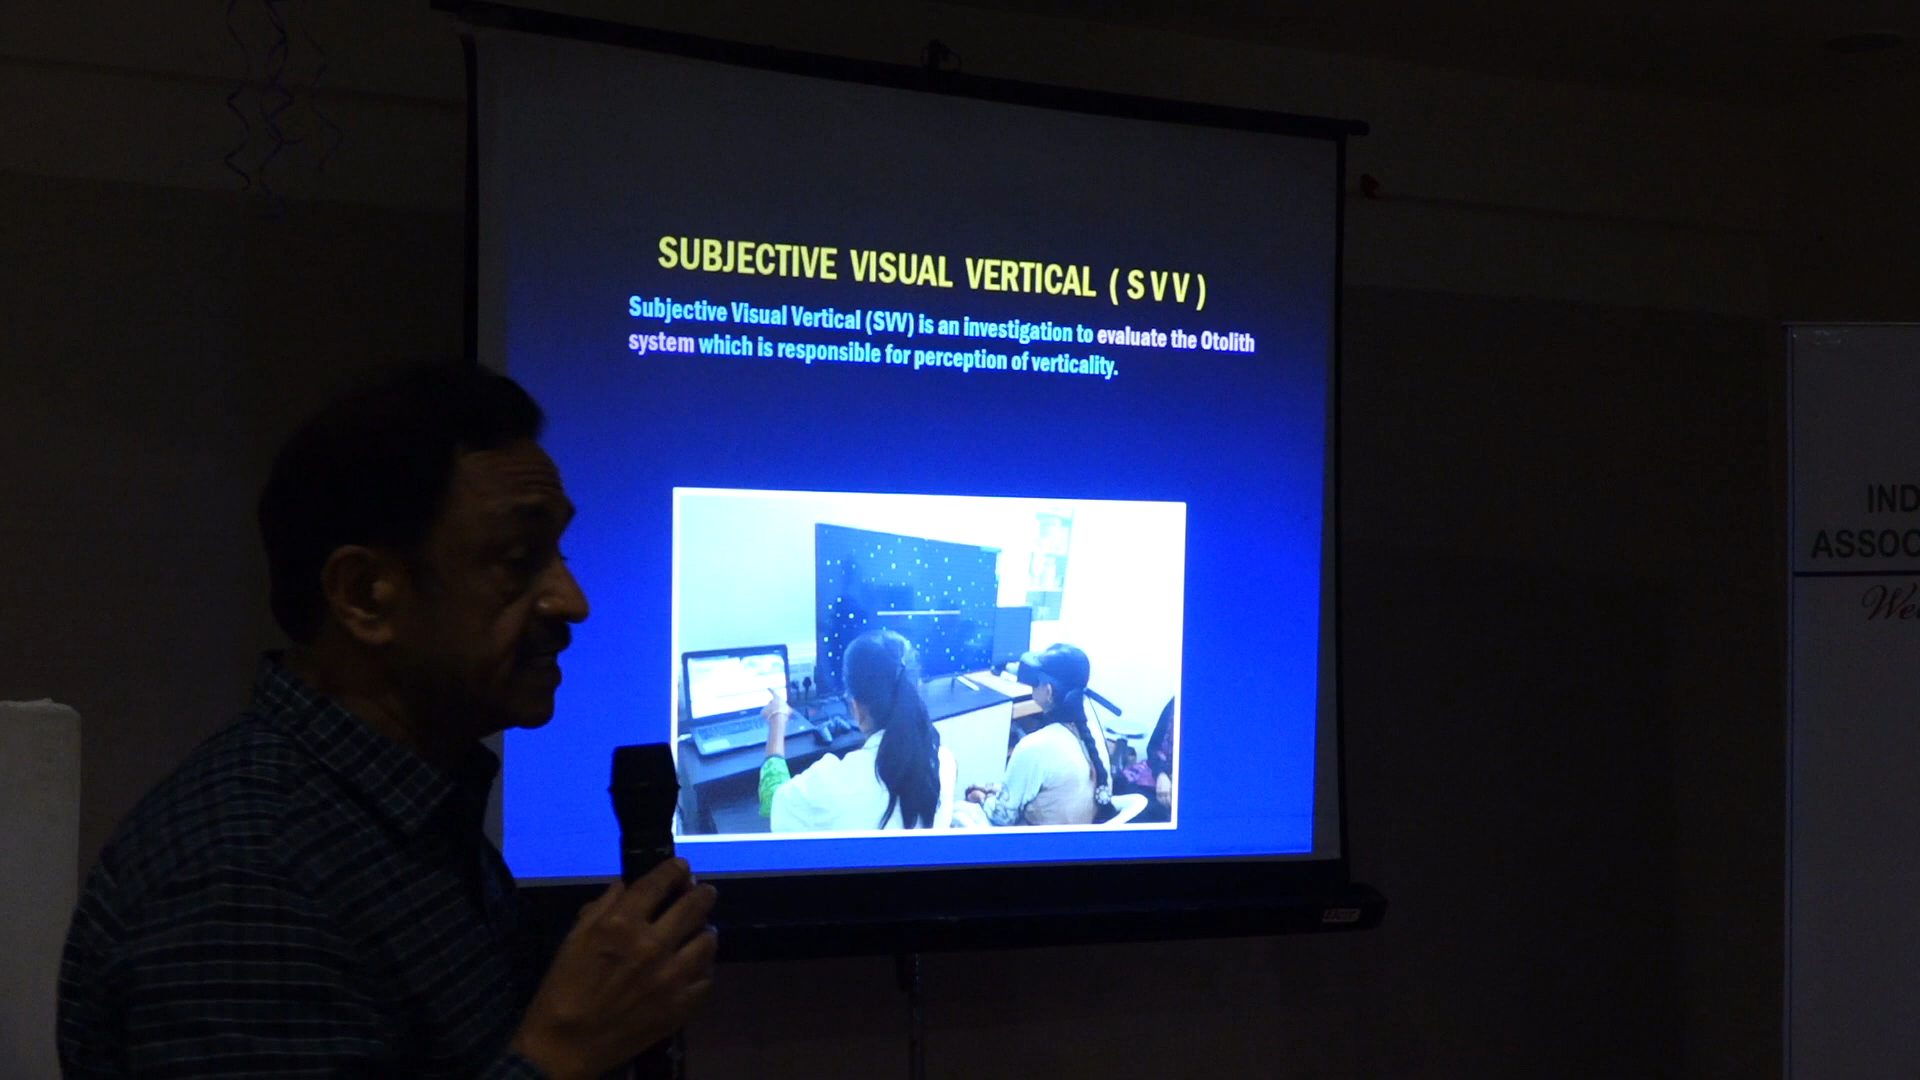 SUBJECTIVE VISUAL VERTICAL ( S V V )
Subjective Visual Vertical (SVV) is an investigation to evaluate the Otolith
system which is responsible for perception of verticality.
IND
ASSOC
We